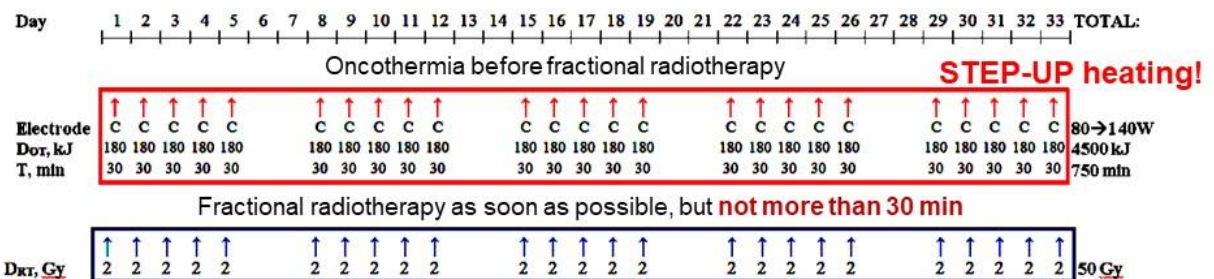 Day 1 2 3 4 5 8 9 10 11 12 13 14 15 16 17 18 19 20 21 22 23 24 25 26 27 28 29 30 31 32 33 TOTAL:
Oncothermia before fractional radiotherapy STEP-UP heating!
Electrode C C C C C C C C C C C C C C C C C C C C C C C C C 80→140W
DOT, kJ 180 180 180 180 180 180 180 180 180 180 180 180 180 180 180 180 180 180 180 180 180 180 180 180 180 4500 kJ
T, min 30 30 30 30 30 30 30 30 30 30 30 30 30 30 30 30 30 30 30 30 30 30 30 30 30 750 min
Fractional radiotherapy as soon as possible, but not more than 30 min
DRT, Gy 2 2 2 2 2 2 2 2 2 2 2 2 2 2 2 2 2 2 2 2 2 2 2 2 2 50 Gy